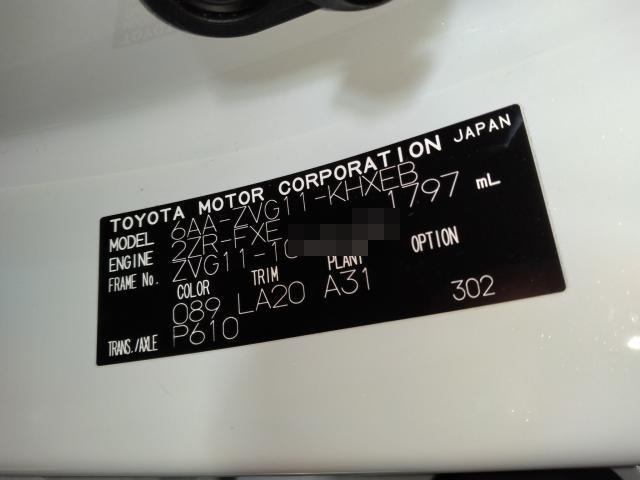 TOYOTA MOTOR CORPORATION JAPAN
MODEL 6AA-ZVG11-KHXEB
ENGINE 2ZR-FXE 1797 mL
FRAME No. ZVG11-10
COLOR TRIM PLANT OPTION
089 LA20 A31 302
TRANS./AXLE P610